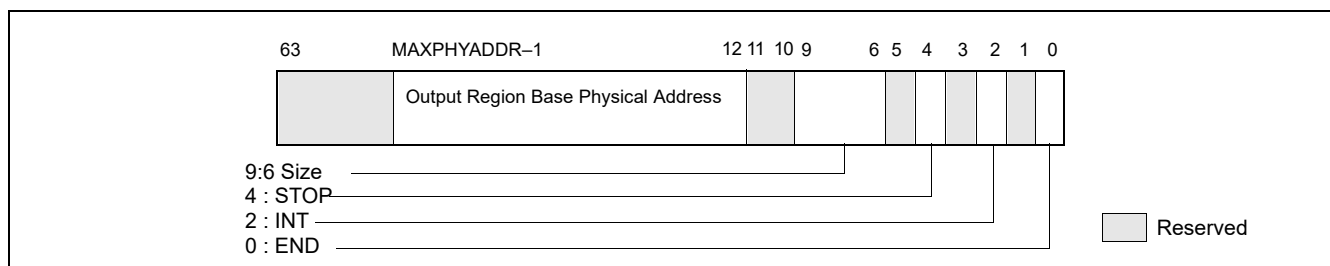 63 MAXPHYADDR–1 12 11 10 9 6 5 4 3 2 1 0
Output Region Base Physical Address
9:6 Size
4 : STOP
2 : INT
0 : END
Reserved